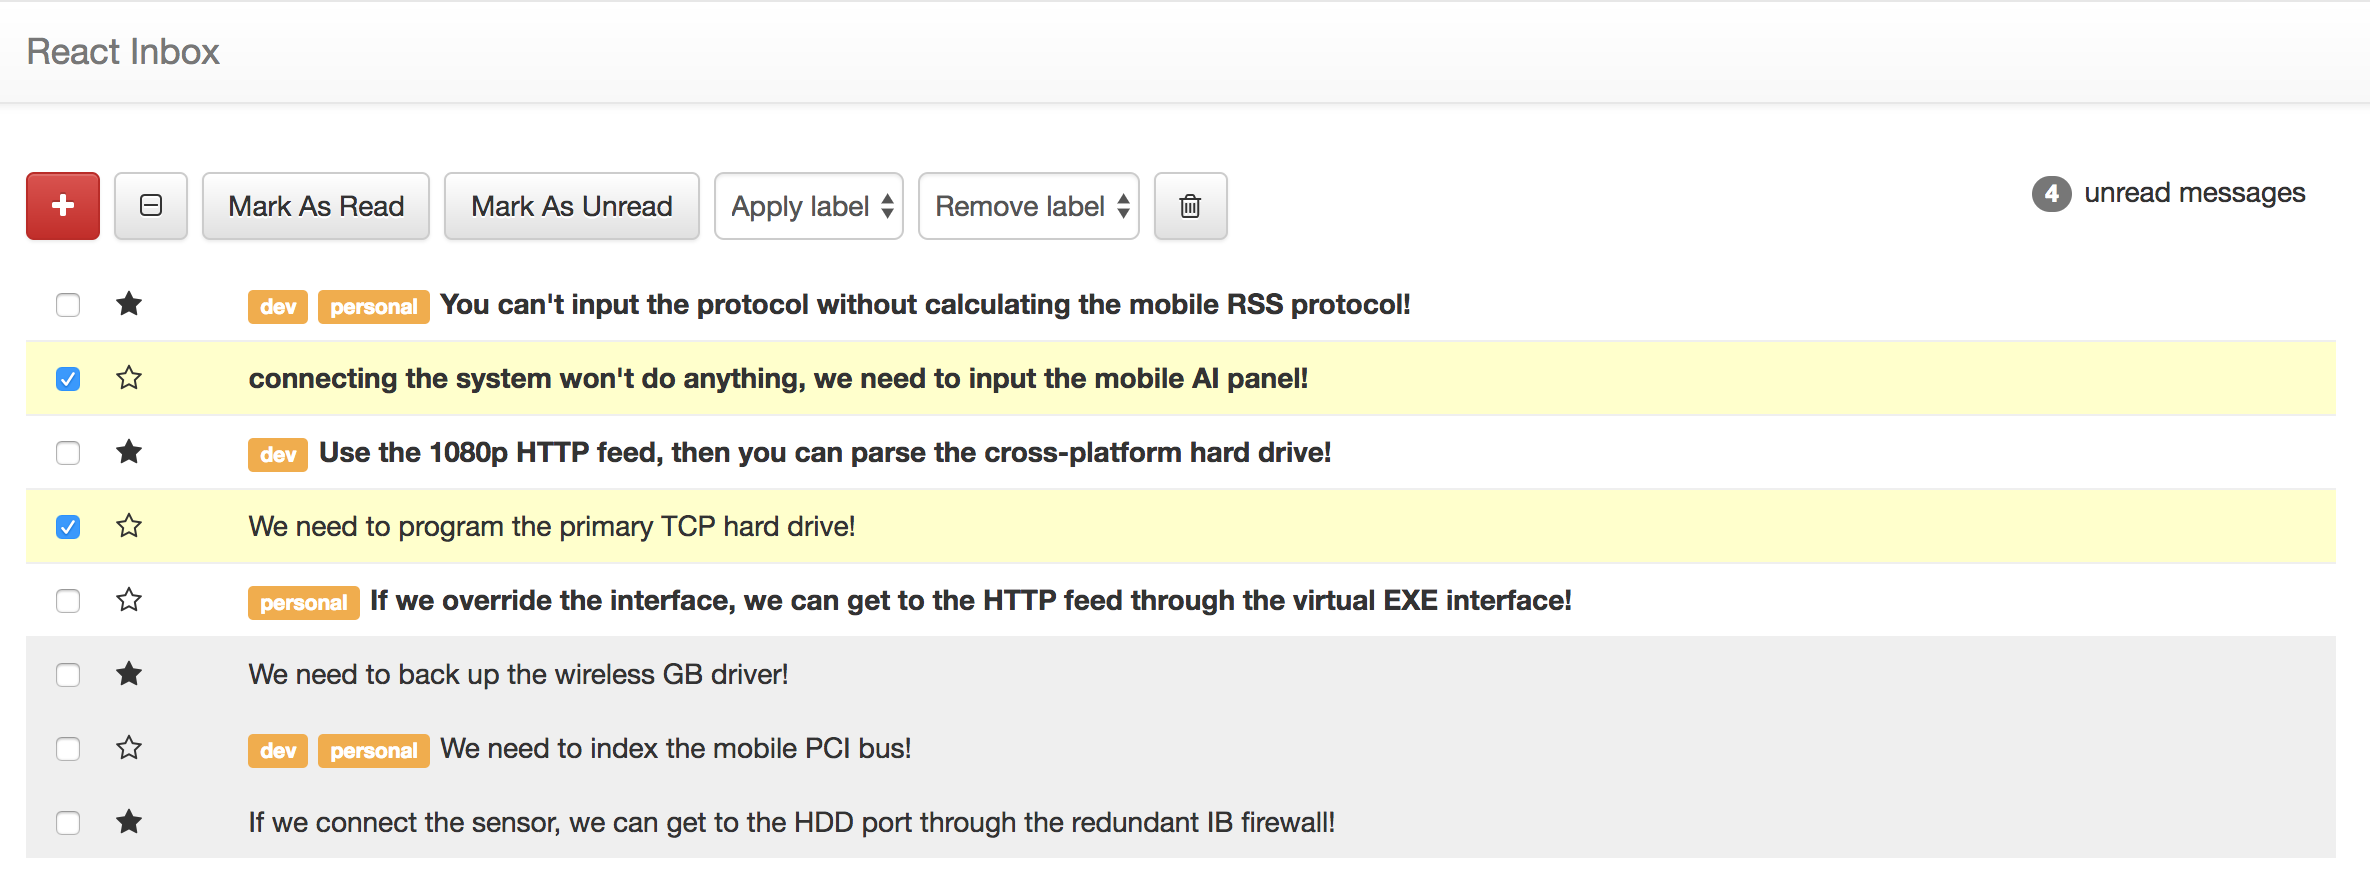 React Inbox
Mark As Read Mark As Unread Apply label Remove label 4 unread messages
dev personal You can't input the protocol without calculating the mobile RSS protocol!
connecting the system won't do anything, we need to input the mobile AI panel!
dev Use the 1080p HTTP feed, then you can parse the cross-platform hard drive!
We need to program the primary TCP hard drive!
personal If we override the interface, we can get to the HTTP feed through the virtual EXE interface!
We need to back up the wireless GB driver!
dev personal We need to index the mobile PCI bus!
If we connect the sensor, we can get to the HDD port through the redundant IB firewall!